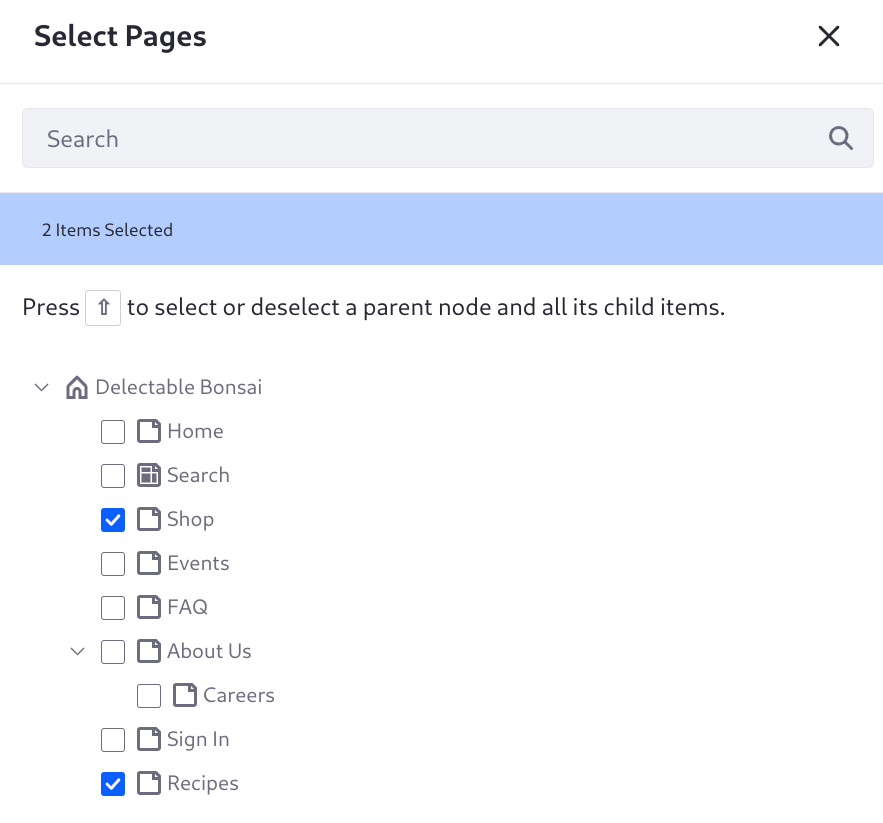 Select Pages
Search
2 Items Selected
Press ⇧ to select or deselect a parent node and all its child items.
Delectable Bonsai
Home
Search
Shop
Events
FAQ
About Us
Careers
Sign In
Recipes